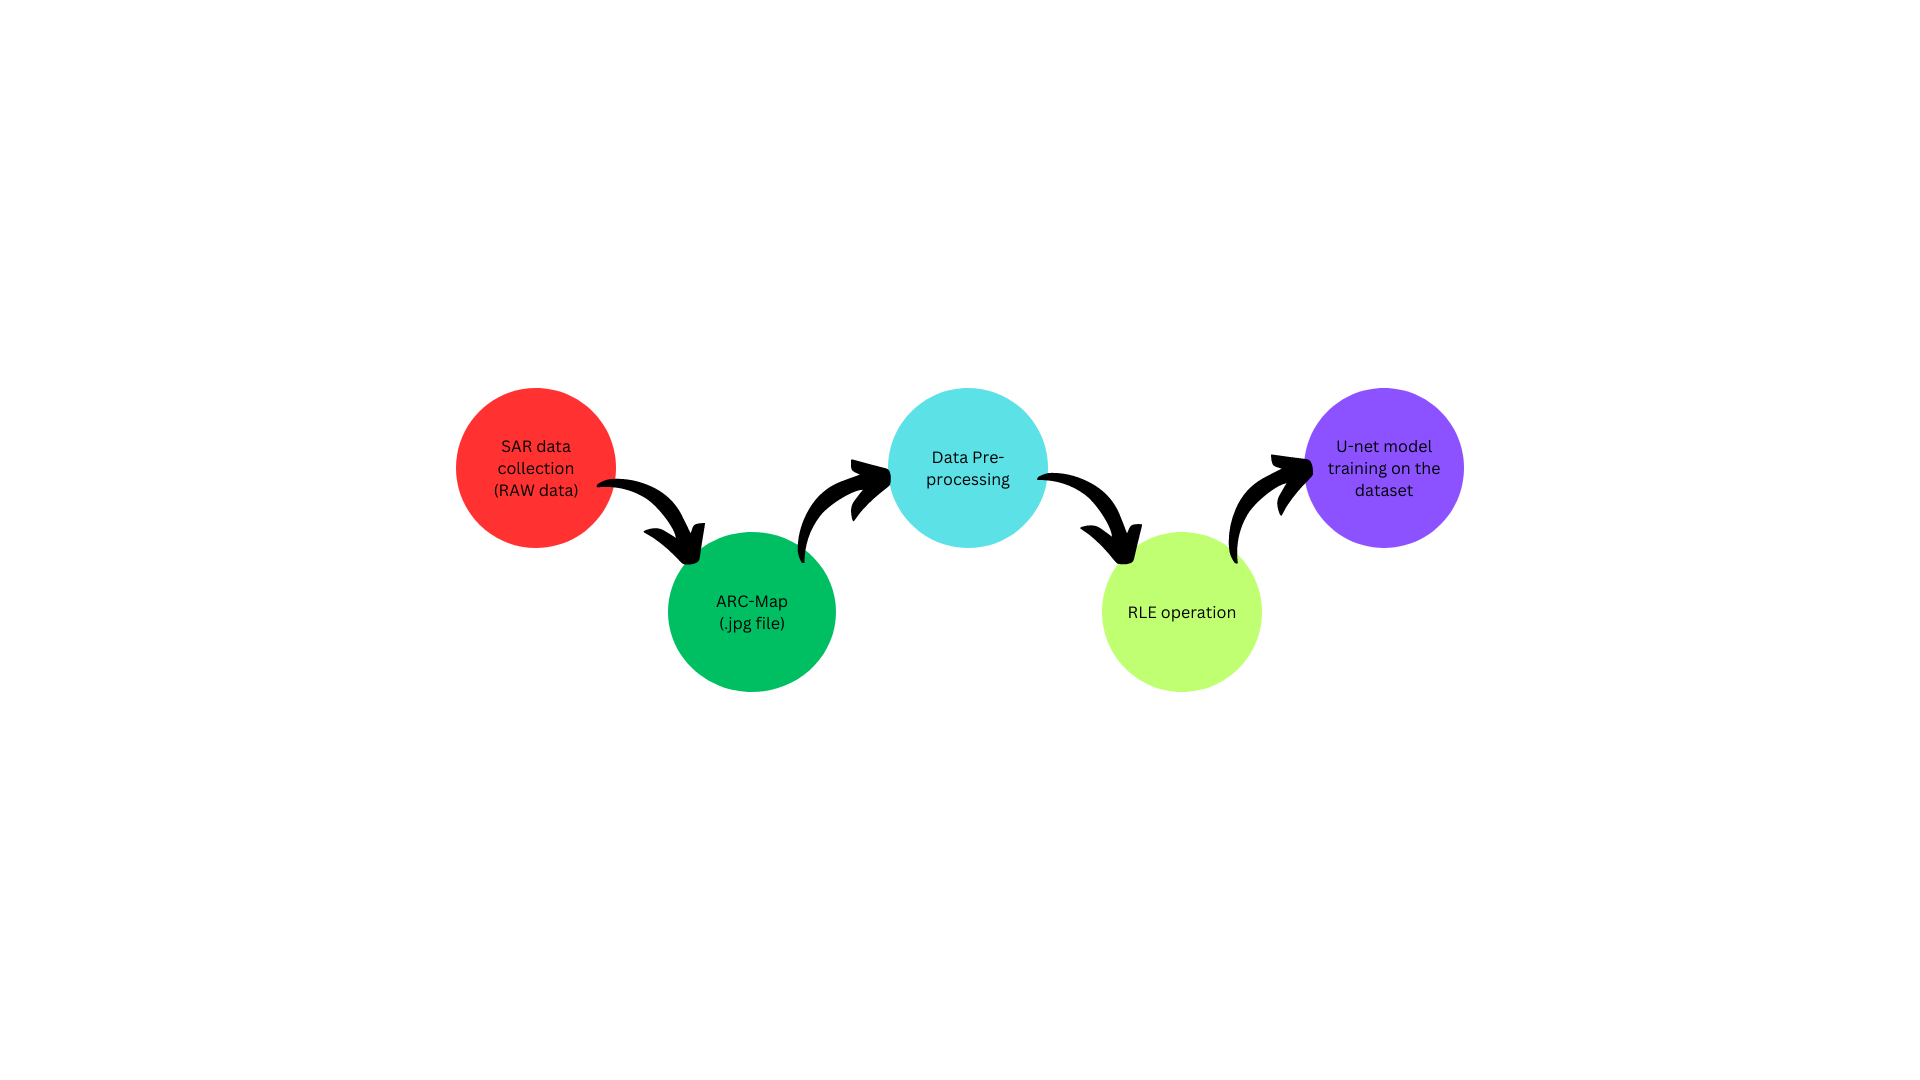 SAR data
collection
(RAW data)
ARC-Map
(.jpg file)
Data Pre-
processing
RLE operation
U-net model
training on the
dataset